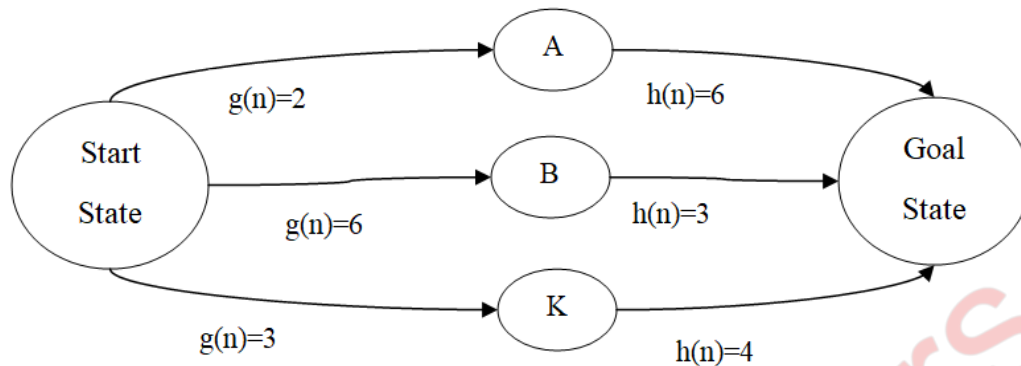 A
g(n)=2
h(n)=6
Start
State
B
Goal
State
g(n)=6
h(n)=3
K
g(n)=3
h(n)=4